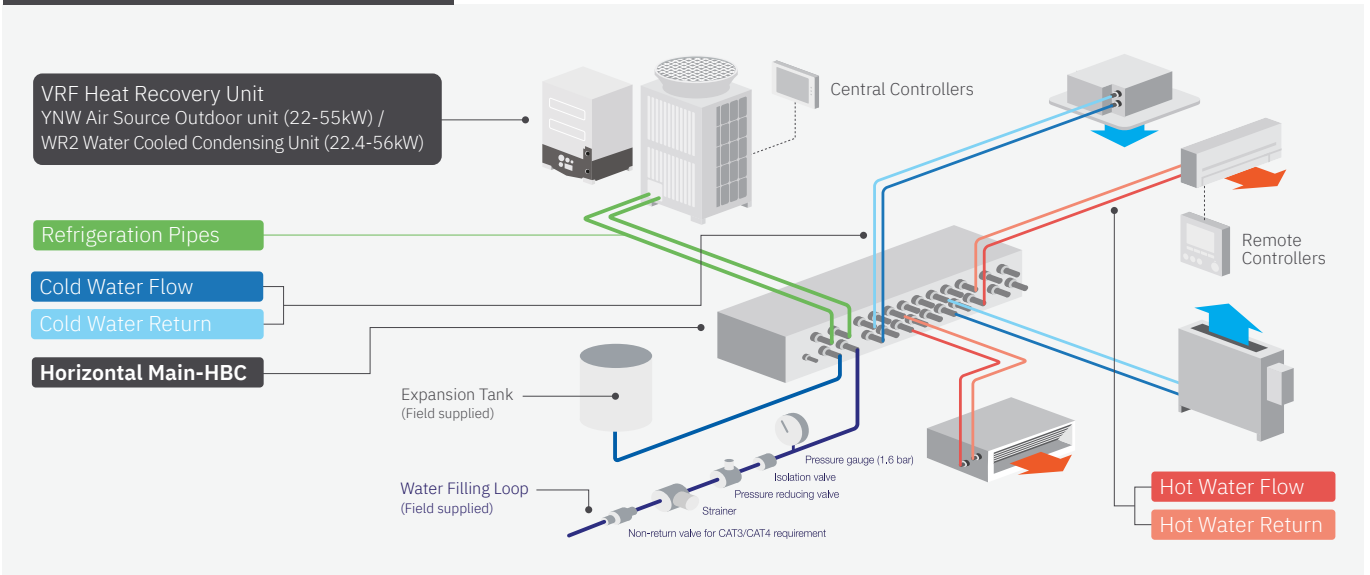 VRF Heat Recovery Unit
YNW Air Source Outdoor unit (22-55kW) /
WR2 Water Cooled Condensing Unit (22.4-56kW)
Central Controllers
Refrigeration Pipes
Remote
Controllers
Cold Water Flow
Cold Water Return
Horizontal Main-HBC
Expansion Tank
(Field supplied)
Pressure gauge (1.6 bar)
Isolation valve
Pressure reducing valve
Strainer
Non-return valve for CAT3/CAT4 requirement
Water Filling Loop
(Field supplied)
Hot Water Flow
Hot Water Return